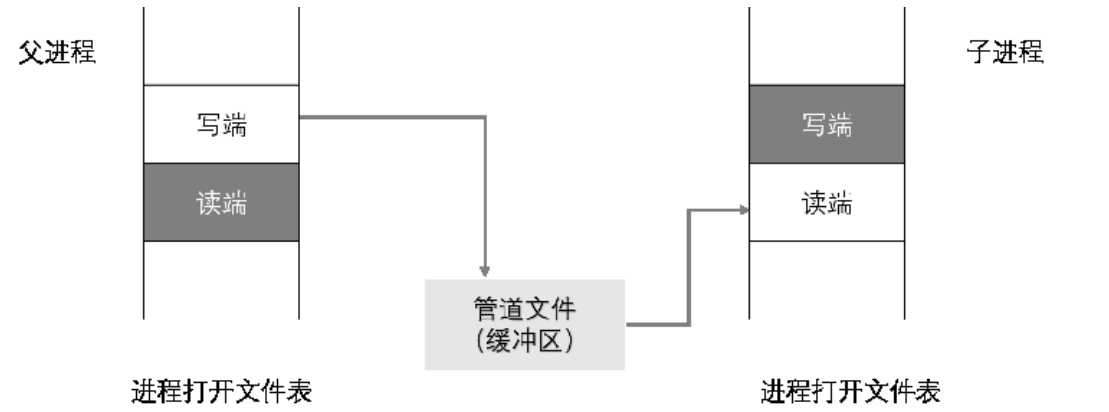 父进程
子进程
写端
写端
读端
读端
管道文件
（缓冲区）
进程打开文件表
进程打开文件表